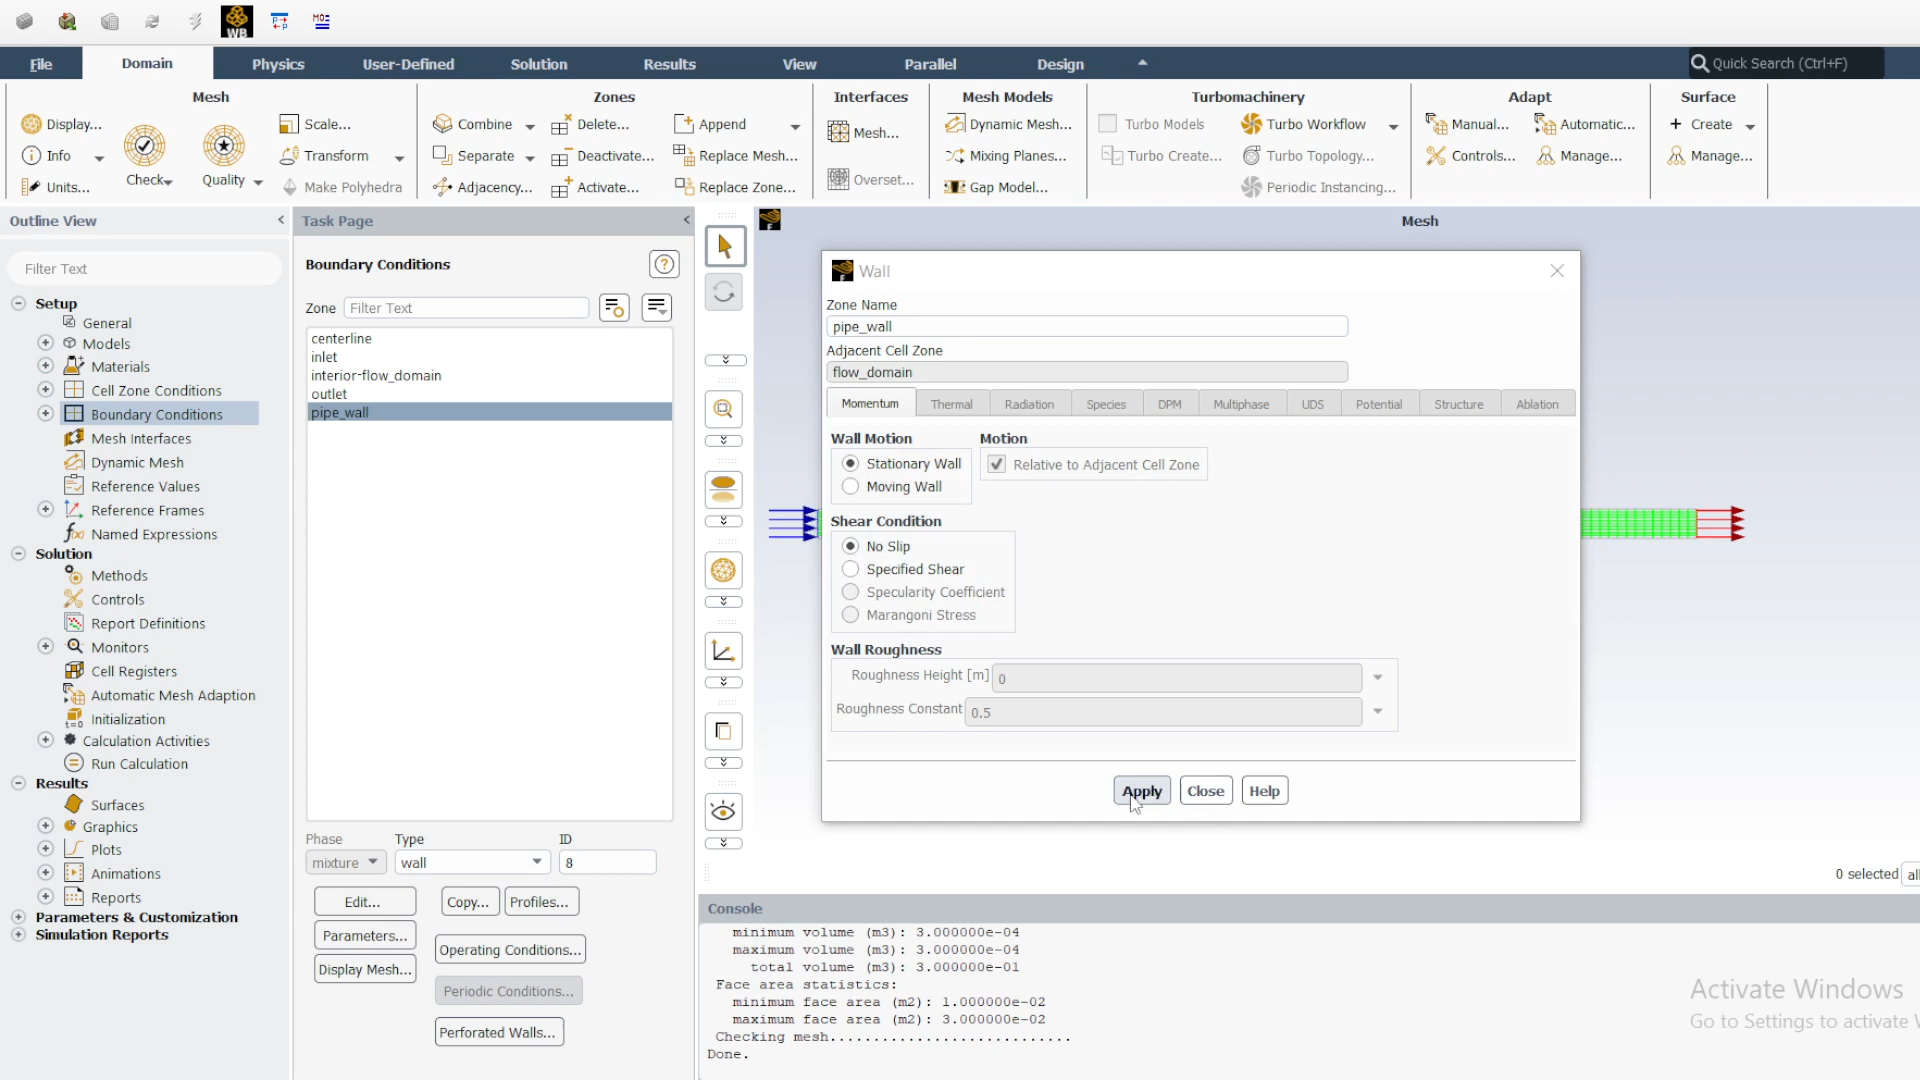 WB
MO=
File
Domain
Physics
User-Defined
Solution
Results
View
Parallel
Design
Quick Search (Ctrl+F)
Mesh
Zones
Interfaces
Mesh Models
Turbomachinery
Adapt
Surface
Display...
Info
Units...
Check
Quality
Scale...
Transform
Make Polyhedra
Combine
Separate
Adjacency...
Delete...
Deactivate...
Activate...
Append
Replace Mesh...
Replace Zone...
Mesh...
Overset...
Dynamic Mesh...
Mixing Planes...
Gap Model...
Turbo Models
Turbo Create...
Turbo Workflow
Turbo Topology...
Periodic Instancing...
Manual...
Controls...
Automatic...
Manage...
Create
Manage...
Outline View
Filter Text
Setup
General
Models
Materials
Cell Zone Conditions
Boundary Conditions
Mesh Interfaces
Dynamic Mesh
Reference Values
Reference Frames
Named Expressions
Solution
Methods
Controls
Report Definitions
Monitors
Cell Registers
Automatic Mesh Adaption
Initialization
Calculation Activities
Run Calculation
Results
Surfaces
Graphics
Plots
Animations
Reports
Parameters & Customization
Simulation Reports
Task Page
Boundary Conditions
Zone Filter Text
centerline
inlet
interior-flow_domain
outlet
pipe_wall
Phase Type ID
mixture wall 8
Edit... Copy... Profiles...
Parameters... Operating Conditions...
Display Mesh...
Periodic Conditions...
Perforated Walls...
Mesh
Wall
Zone Name
pipe_wall
Adjacent Cell Zone
flow_domain
Momentum Thermal Radiation Species DPM Multiphase UDS Potential Structure Ablation
Wall Motion Motion
Stationary Wall Relative to Adjacent Cell Zone
Moving Wall
Shear Condition
No Slip
Specified Shear
Specularity Coefficient
Marangoni Stress
Wall Roughness
Roughness Height [m] 0
Roughness Constant 0.5
Apply Close Help
0 selected all
Console
minimum volume (m3): 3.000000e-04
maximum volume (m3): 3.000000e-04
total volume (m3): 3.000000e-01
Face area statistics:
minimum face area (m2): 1.000000e-02
maximum face area (m2): 3.000000e-02
Checking mesh............................
Done.
Activate Windows
Go to Settings to activate